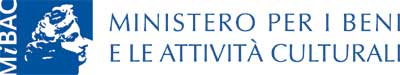 MiBAC
MINISTERO PER I BENI
E LE ATTIVITÀ CULTURALI